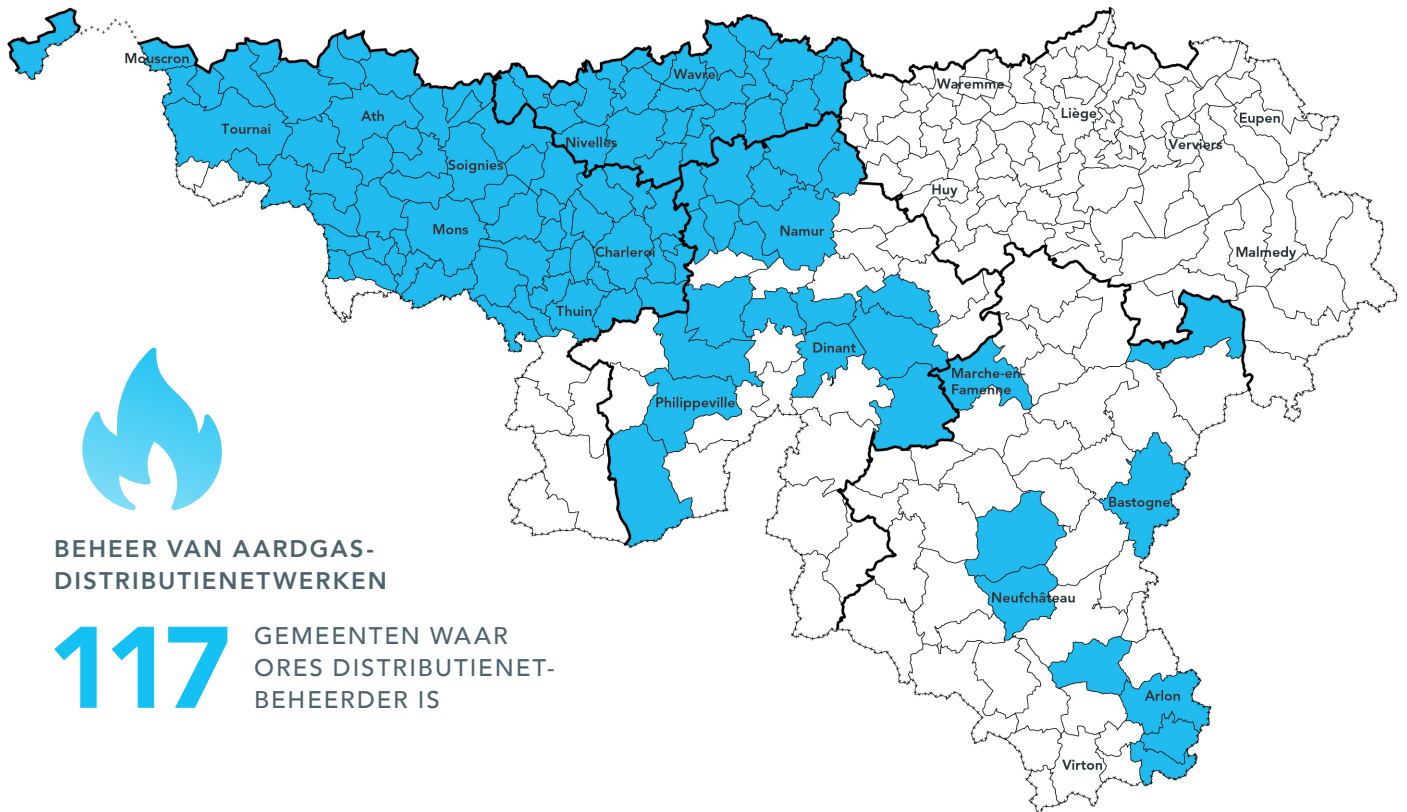 Mouscron
Wavre
Waremme
Tournai
Ath
Liège
Eupen
Nivelles
Verviers
Soignies
Huy
Mons
Namur
Charleroi
Malmedy
Thuin
Dinant
Marche-en-
Famenne
Philippeville
Bastogne
Neufchâteau
Arlon
Virton
BEHEER VAN AARDGAS-
DISTRIBUTIENETWERKEN
117
GEMEENTEN WAAR
ORES DISTRIBUTIENET-
BEHEERDER IS